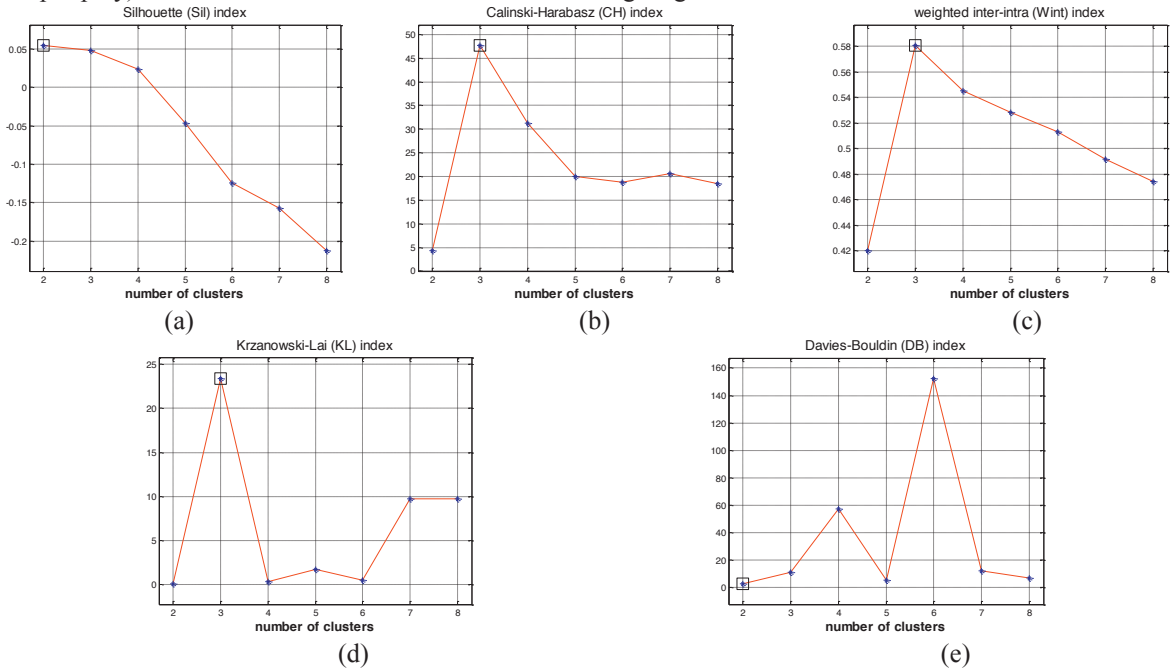 Silhouette (Sil) index
0.05
0
-0.05
-0.1
-0.15
-0.2
2 3 4 5 6 7 8
number of clusters
(a)
Calinski-Harabasz (CH) index
50
45
40
35
30
25
20
15
10
5
0
2 3 4 5 6 7 8
number of clusters
(b)
weighted inter-intra (Wint) index
0.58
0.56
0.54
0.52
0.5
0.48
0.46
0.44
0.42
2 3 4 5 6 7 8
number of clusters
(c)
Krzanowski-Lai (KL) index
25
20
15
10
5
0
2 3 4 5 6 7 8
number of clusters
(d)
Davies-Bouldin (DB) index
160
140
120
100
80
60
40
20
0
2 3 4 5 6 7 8
number of clusters
(e)